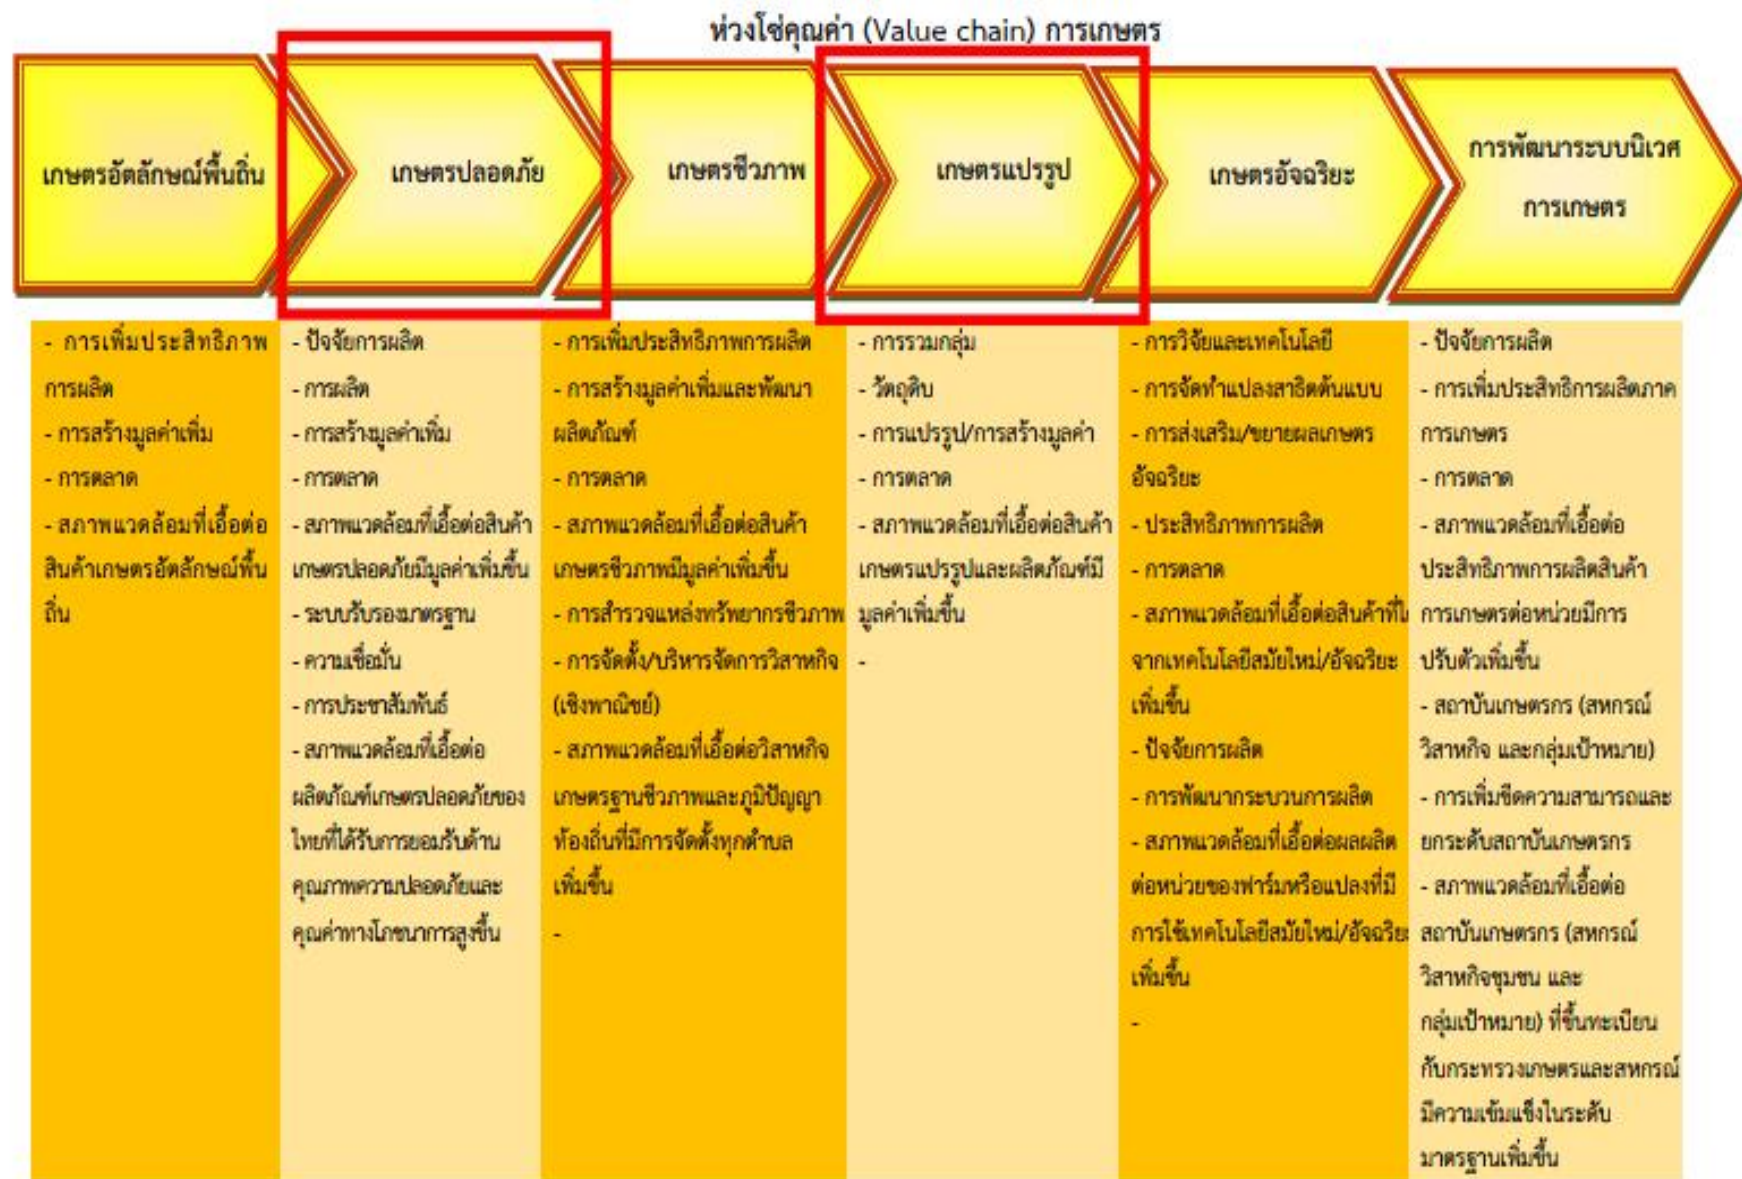 ห่วงโซ่คุณค่า (Value chain) การเกษตร
เกษตรอัตลักษณ์พื้นถิ่น
เกษตรปลอดภัย
เกษตรชีวภาพ
เกษตรแปรรูป
เกษตรอัจฉริยะ
การพัฒนาระบบนิเวศ
การเกษตร
- การเพิ่มประสิทธิภาพ
การผลิต
- การสร้างมูลค่าเพิ่ม
- การตลาด
- สภาพแวดล้อมที่เอื้อต่อ
สินค้าเกษตรอัตลักษณ์พื้น
ถิ่น
- ปัจจัยการผลิต
- การผลิต
- การสร้างมูลค่าเพิ่ม
- การตลาด
- สภาพแวดล้อมที่เอื้อต่อสินค้า
เกษตรปลอดภัยมีมูลค่าเพิ่มขึ้น
- ระบบรับรองมาตรฐาน
- ความเชื่อมั่น
- การประชาสัมพันธ์
- สภาพแวดล้อมที่เอื้อต่อ
ผลิตภัณฑ์เกษตรปลอดภัยของ
ไทยที่ได้รับการยอมรับด้าน
คุณภาพความปลอดภัยและ
คุณค่าทางโภชนาการสูงขึ้น
- การเพิ่มประสิทธิภาพการผลิต
- การสร้างมูลค่าเพิ่มและพัฒนา
ผลิตภัณฑ์
- การตลาด
- สภาพแวดล้อมที่เอื้อต่อสินค้า
เกษตรชีวภาพมีมูลค่าเพิ่มขึ้น
- การสำรวจแหล่งทรัพยากรชีวภาพ
- การจัดตั้ง/บริหารจัดการวิสาหกิจ
(เชิงพาณิชย์)
- สภาพแวดล้อมที่เอื้อต่อวิสาหกิจ
เกษตรฐานชีวภาพและภูมิปัญญา
ท้องถิ่นที่มีการจัดตั้งทุกตำบล
เพิ่มขึ้น
-
- การรวมกลุ่ม
- วัตถุดิบ
- การแปรรูป/การสร้างมูลค่า
- การตลาด
- สภาพแวดล้อมที่เอื้อต่อสินค้า
เกษตรแปรรูปและผลิตภัณฑ์มี
มูลค่าเพิ่มขึ้น
-
- การวิจัยและเทคโนโลยี
- การจัดทำแปลงสาธิตต้นแบบ
- การส่งเสริม/ขยายผลเกษตร
อัจฉริยะ
- ประสิทธิภาพการผลิต
- การตลาด
- สภาพแวดล้อมที่เอื้อต่อสินค้า
จากเทคโนโลยีสมัยใหม่/อัจฉริยะ
เพิ่มขึ้น
- ปัจจัยการผลิต
- การพัฒนากระบวนการผลิต
- สภาพแวดล้อมที่เอื้อต่อผลผลิต
ต่อหน่วยของฟาร์มหรือแปลงที่มี
การใช้เทคโนโลยีสมัยใหม่/อัจฉริยะ
เพิ่มขึ้น
-
- ปัจจัยการผลิต
- การเพิ่มประสิทธิการผลิตภาค
การเกษตร
- การตลาด
- สภาพแวดล้อมที่เอื้อต่อ
ประสิทธิภาพการผลิตสินค้า
การเกษตรต่อหน่วยมีการ
ปรับตัวเพิ่มขึ้น
- สถาบันเกษตรกร (สหกรณ์
วิสาหกิจ และกลุ่มเป้าหมาย)
- การเพิ่มขีดความสามารถและ
ยกระดับสถาบันเกษตรกร
- สภาพแวดล้อมที่เอื้อต่อ
สถาบันเกษตรกร (สหกรณ์
วิสาหกิจชุมชน และ
กลุ่มเป้าหมาย) ที่ขึ้นทะเบียน
กับกระทรวงเกษตรและสหกรณ์
มีความเข้มแข็งในระดับ
มาตรฐานเพิ่มขึ้น